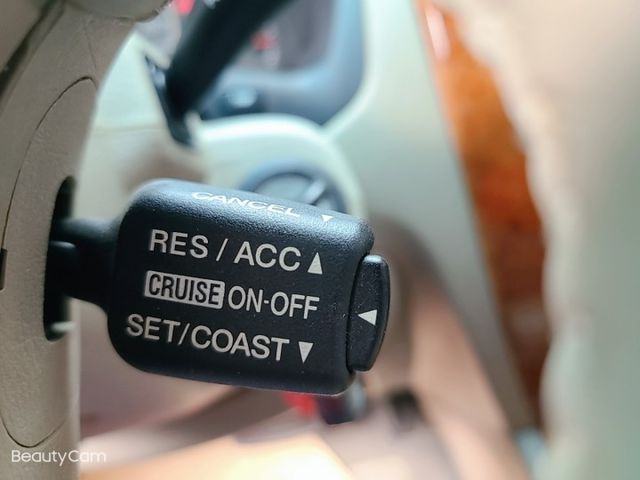 CANCEL ▼
RES / ACC ▲
CRUISE ON-OFF ◀
SET/COAST ▼
BeautyCam